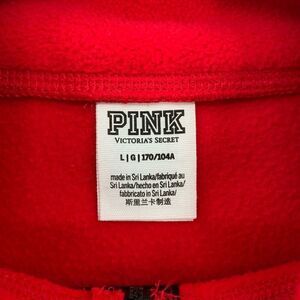 PINK
VICTORIA'S SECRET
L | G | 170/104A
made in Sri Lanka/fabriqué au
Sri Lanka/hecho en Sri Lanka/
fabbricato in Sri Lanka/
斯里兰卡制造